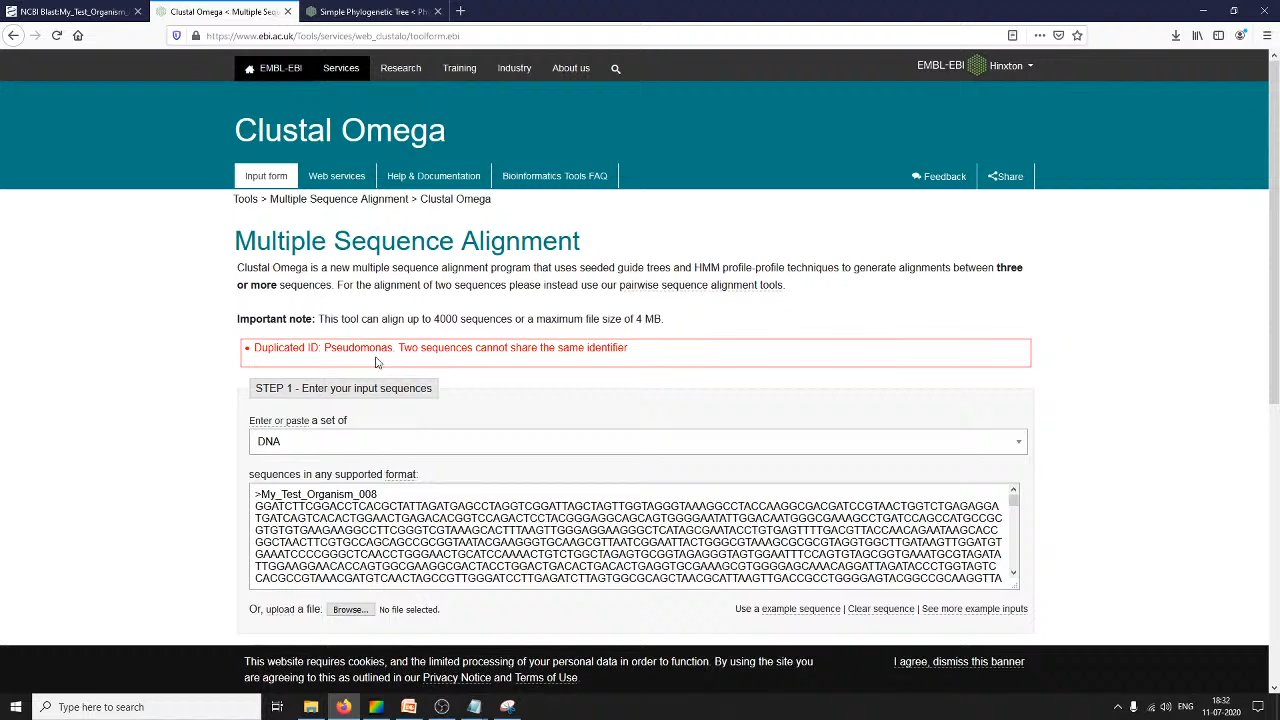 NCBI Blast:My_Test_Organism_
Clustal Omega < Multiple Sequ
Simple Phylogenetic Tree < Ph
https://www.ebi.ac.uk/Tools/services/web_clustalo/toolform.ebi
EMBL-EBI
Services
Research
Training
Industry
About us
EMBL-EBI
Hinxton
Clustal Omega
Input form
Web services
Help & Documentation
Bioinformatics Tools FAQ
Feedback
Share
Tools > Multiple Sequence Alignment > Clustal Omega
Multiple Sequence Alignment
Clustal Omega is a new multiple sequence alignment program that uses seeded guide trees and HMM profile-profile techniques to generate alignments between three
or more sequences. For the alignment of two sequences please instead use our pairwise sequence alignment tools.
Important note: This tool can align up to 4000 sequences or a maximum file size of 4 MB.
Duplicated ID: Pseudomonas. Two sequences cannot share the same identifier
STEP 1 - Enter your input sequences
Enter or paste a set of
DNA
sequences in any supported format:
>My_Test_Organism_008
GGATCTTCGGACCTCACGCTATTAGATGAGCCTAGGTCGGATTAGCTAGTTGGTAGGGTAAAGGCCTACCAAGGCGACGATCCGTAACTGGTCTGAGAGGA
TGATCAGTCACACTGGAACTGAGACACGGTCCAGACTCCTACGGGAGGCAGCAGTGGGGAATATTGGACAATGGGCGAAAGCCTGATCCAGCCATGCCGC
GTGTGTGAAGAAGGCCTTCGGGTCGTAAAGCACTTTAAGTTGGGAGGAAGGGCTCATAGCGAATACCTGTGAGTTTTGACGTTACCAACAGAATAAGCACC
GGCTAACTTCGTGCCAGCAGCCGCGGTAATACGAAGGGTGCAAGCGTTAATCGGAATTACTGGGCGTAAAGCGCGCGTAGGTGGCTTGATAAGTTGGATGT
GAAATCCCCGGGCTCAACCTGGGAACTGCATCCAAAACTGTCTGGCTAGAGTGCGGTAGAGGGTAGTGGAATTTCCAGTGTAGCGGTGAAATGCGTAGATA
TTGGAAGGAACACCAGTGGCGAAGGCGACTACCTGGACTGACACTGACACTGAGGTGCGAAAGCGTGGGGAGCAAACAGGATTAGATACCCTGGTAGTC
CACGCCGTAAACGATGTCAACTAGCCGTTGGGATCCTTGAGATCTTAGTGGCGCAGCTAACGCATTAAGTTGACCGCCTGGGGAGTACGGCCGCAAGGTTA
Or, upload a file: Browse... No file selected.
Use a example sequence | Clear sequence | See more example inputs
This website requires cookies, and the limited processing of your personal data in order to function. By using the site you
are agreeing to this as outlined in our Privacy Notice and Terms of Use.
I agree, dismiss this banner
Type here to search
ENG
18:32
11-07-2020